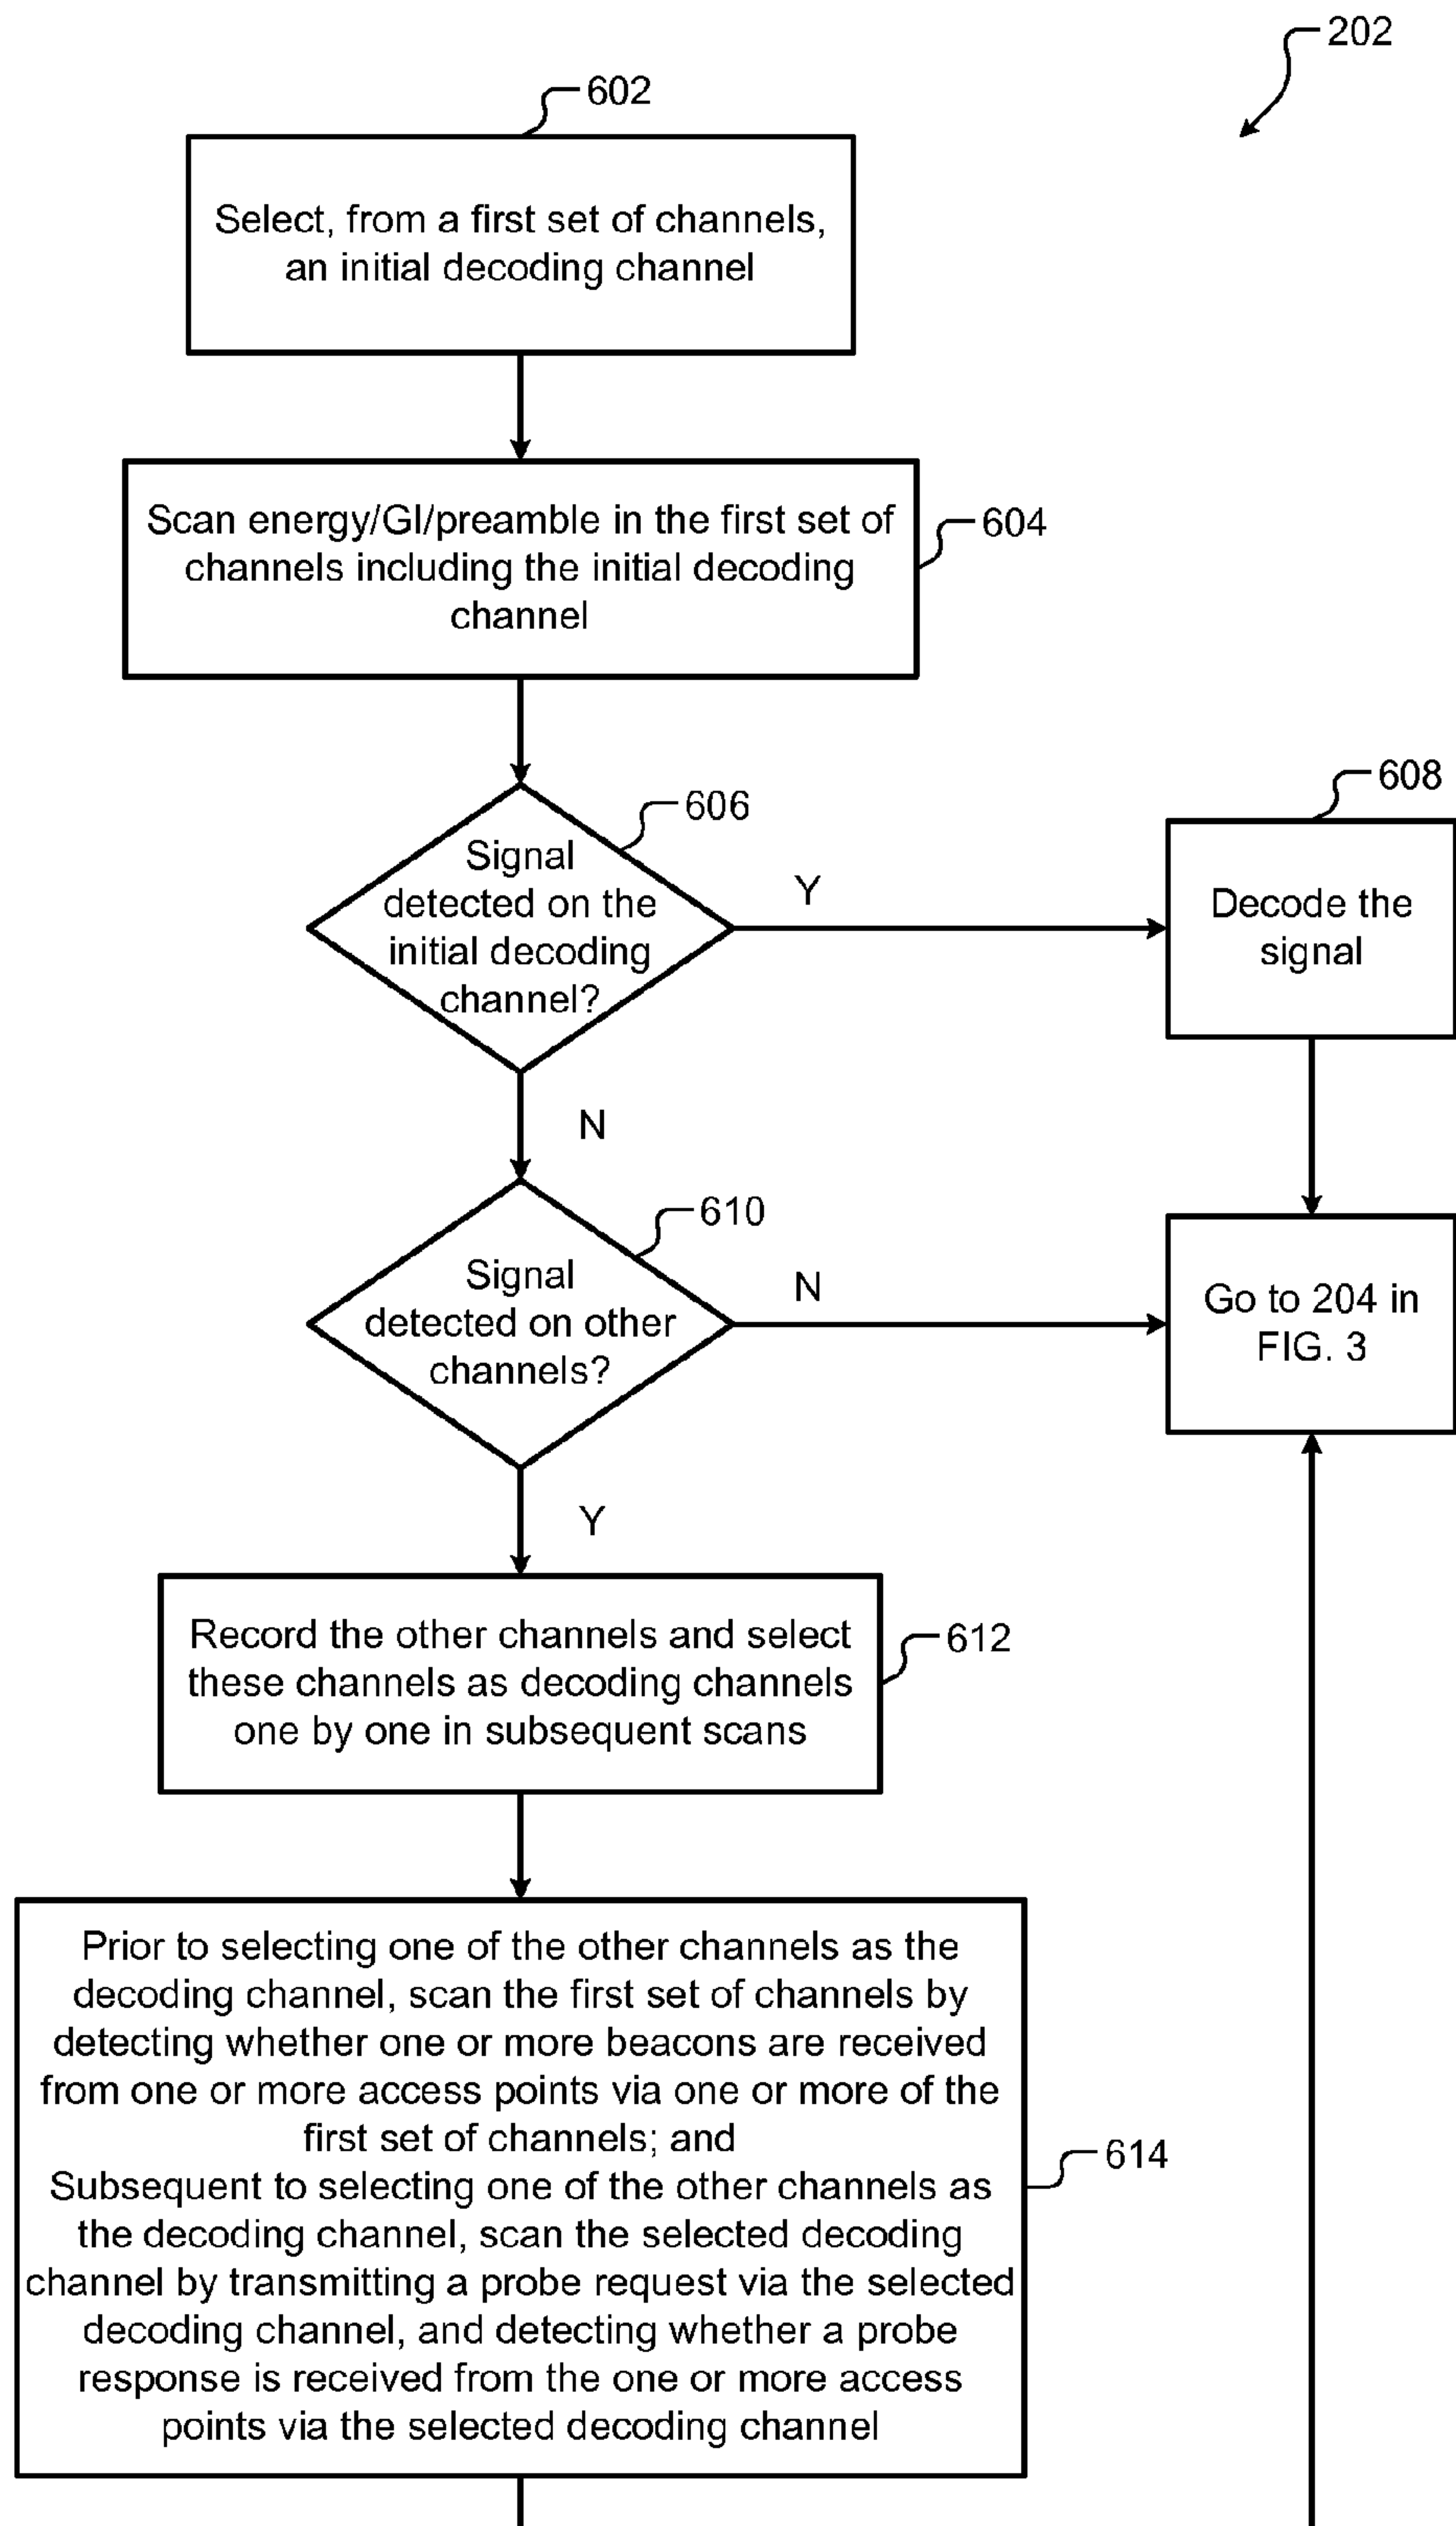 202
602
Select, from a first set of channels,
an initial decoding channel
Scan energy/GI/preamble in the first set of
channels including the initial decoding
channel
604
606
Signal
detected on the
initial decoding
channel?
Y
608
Decode the
signal
N
610
Signal
detected on other
channels?
N
Go to 204 in
FIG. 3
Y
Record the other channels and select
these channels as decoding channels
one by one in subsequent scans
612
Prior to selecting one of the other channels as the
decoding channel, scan the first set of channels by
detecting whether one or more beacons are received
from one or more access points via one or more of the
first set of channels; and
Subsequent to selecting one of the other channels as
the decoding channel, scan the selected decoding
channel by transmitting a probe request via the selected
decoding channel, and detecting whether a probe
response is received from the one or more access
points via the selected decoding channel
614